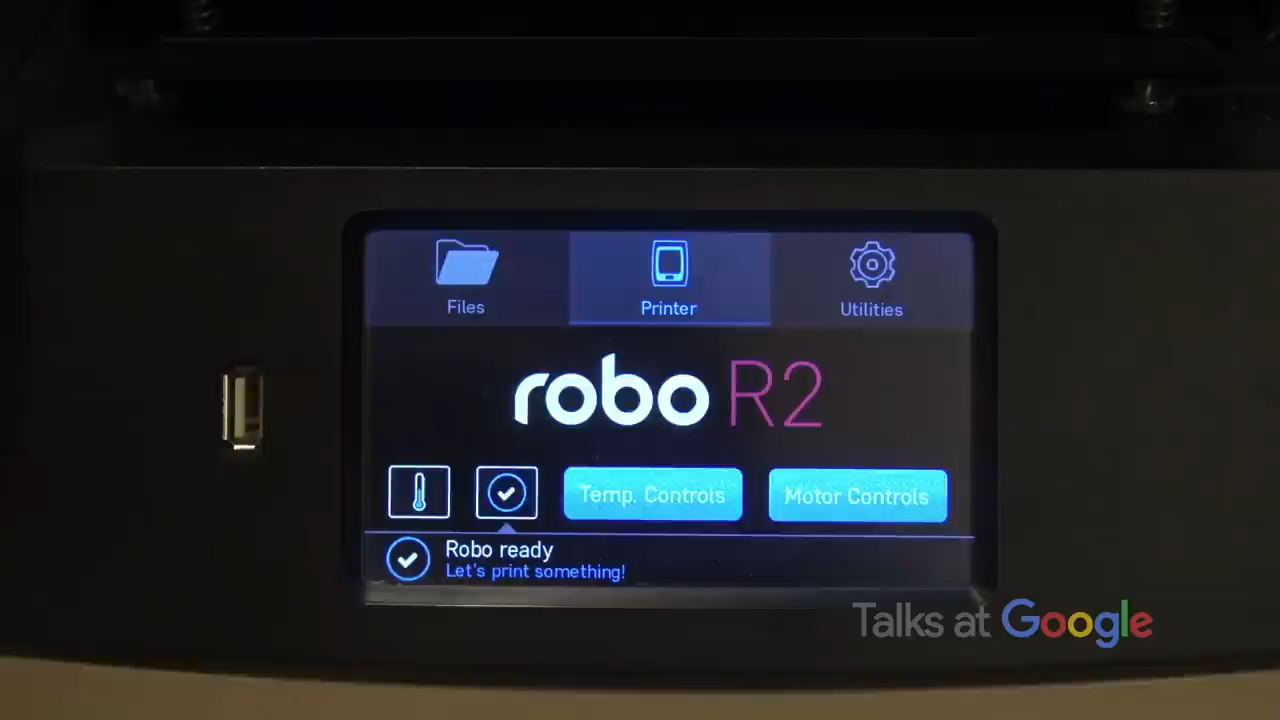 Files
Printer
Utilities
robo R2
Temp. Controls
Motor Controls
Robo ready
Let's print something!
Talks at Google